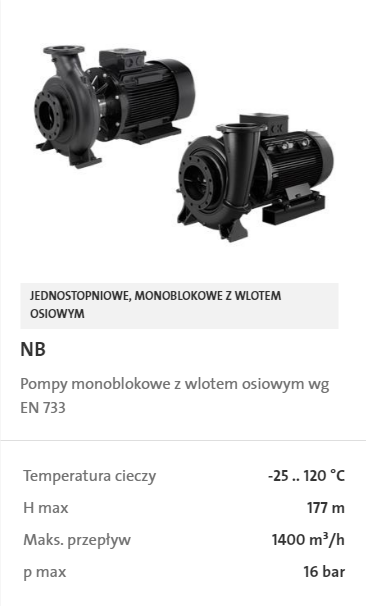 JEDNOSTOPNIOWE, MONOBLOKOWE Z WLOTEM
OSIOWYM
NB
Pompy monoblokowe z wlotem osiowym wg
EN 733
Temperatura cieczy -25 .. 120 °C
H max 177 m
Maks. przepływ 1400 m³/h
p max 16 bar